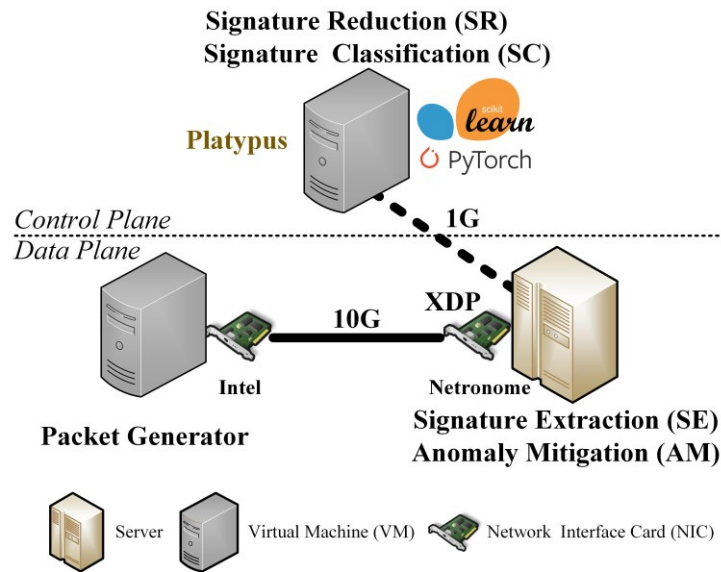 Signature Reduction (SR)
Signature Classification (SC)
Platypus
scikit
learn
PyTorch
Control Plane
1G
Data Plane
10G
XDP
Intel
Netronome
Packet Generator
Signature Extraction (SE)
Anomaly Mitigation (AM)
Server
Virtual Machine (VM)
Network Interface Card (NIC)